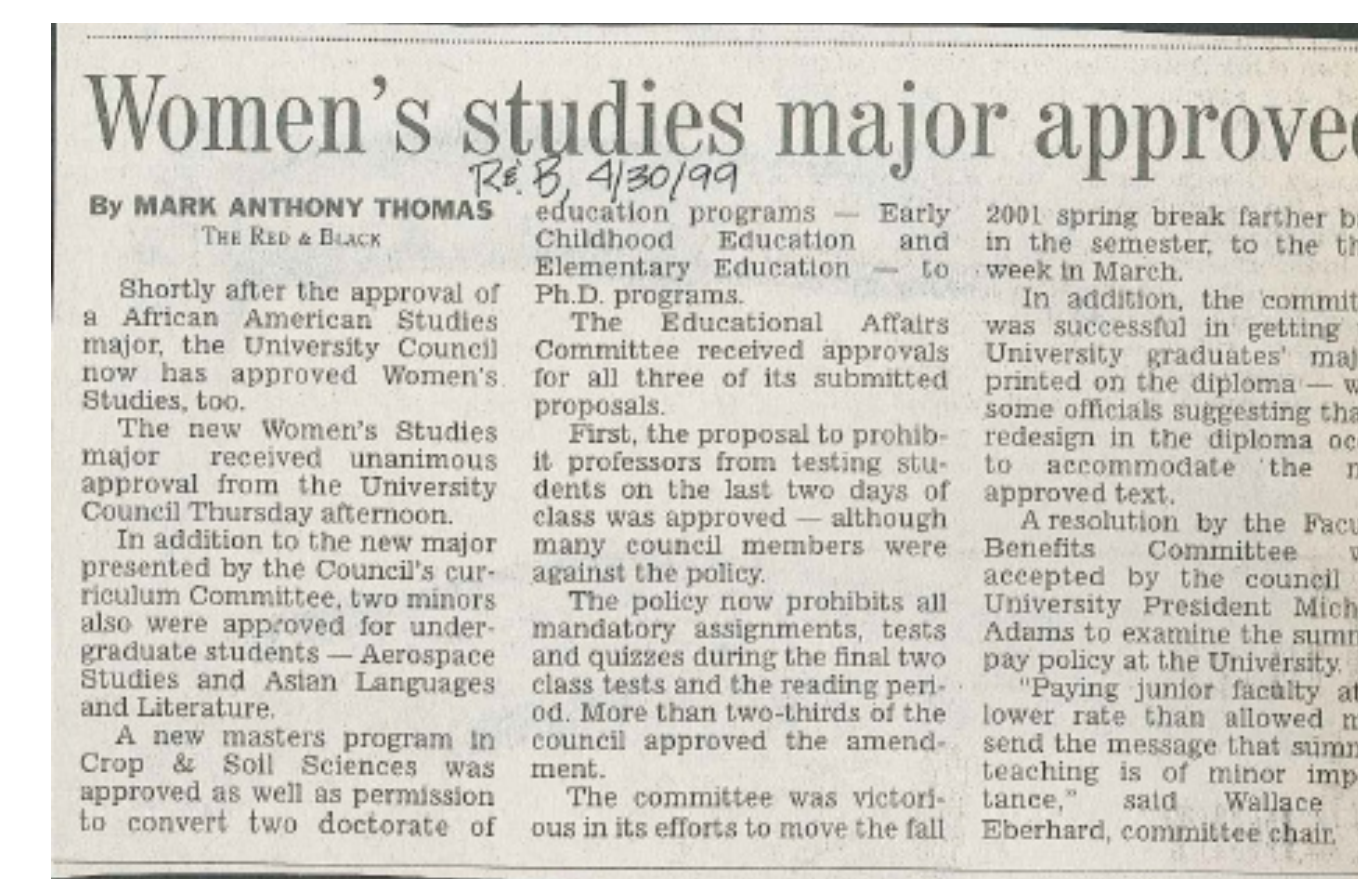 Women's studies major approved
R&B, 4/30/99
By MARK ANTHONY THOMAS
THE RED & BLACK
Shortly after the approval of
a African American Studies
major, the University Council
now has approved Women's
Studies, too.
The new Women's Studies
major received unanimous
approval from the University
Council Thursday afternoon.
In addition to the new major
presented by the Council's cur-
riculum Committee, two minors
also were approved for under-
graduate students — Aerospace
Studies and Asian Languages
and Literature.
A new masters program in
Crop & Soil Sciences was
approved as well as permission
to convert two doctorate of
education programs — Early
Childhood Education and
Elementary Education — to
Ph.D. programs.
The Educational Affairs
Committee received approvals
for all three of its submitted
proposals.
First, the proposal to prohib-
it professors from testing stu-
dents on the last two days of
class was approved — although
many council members were
against the policy.
The policy now prohibits all
mandatory assignments, tests
and quizzes during the final two
class tests and the reading peri-
od. More than two-thirds of the
council approved the amend-
ment.
The committee was victori-
ous in its efforts to move the fall
2001 spring break farther
in the semester, to the
week in March.
In addition, the
was successful in getting
University graduates'
printed on the diploma —
some officials suggesting
redesign in the diploma
to accommodate the
approved text.
A resolution by the
Benefits Committee
accepted by the council
University President
Adams to examine the
pay policy at the University.
"Paying junior faculty
lower rate than allowed
send the message that
teaching is of minor
tance," said Wallace
Eberhard, committee chair.